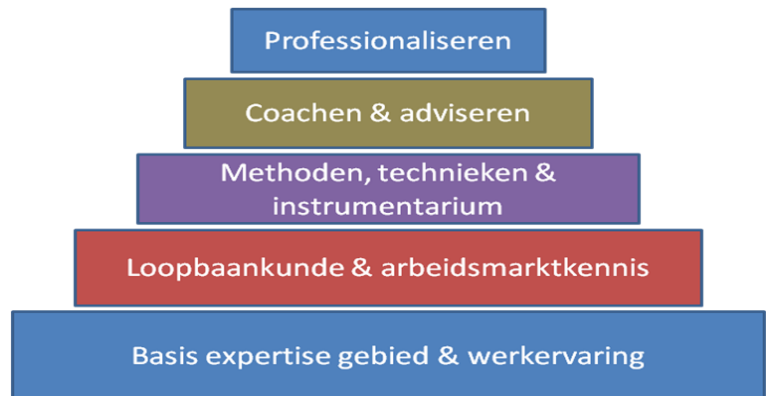 Professionaliseren
Coachen & adviseren
Methoden, technieken &
instrumentarium
Loopbaankunde & arbeidsmarktkennis
Basis expertise gebied & werkervaring